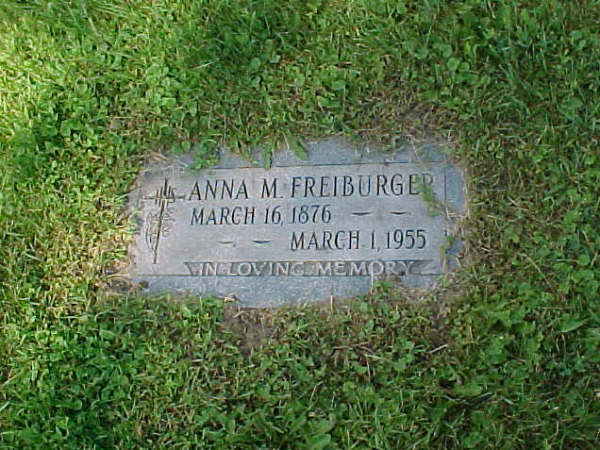 ANNA M. FREIBURGER
MARCH 16, 1876 — —
— — MARCH 1, 1955
IN LOVING MEMORY